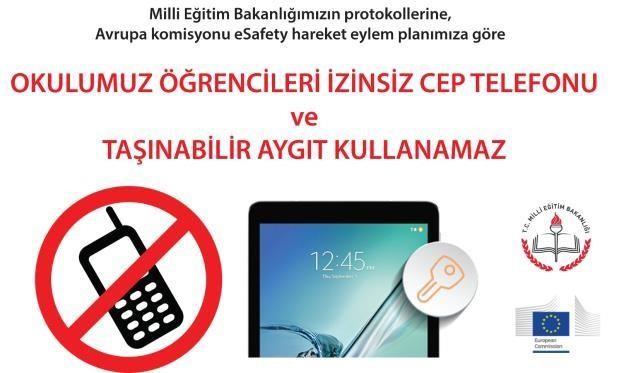 Milli Eğitim Bakanlığımızın protokollerine,
Avrupa komisyonu eSafety hareket eylem planımıza göre
OKULUMUZ ÖĞRENCİLERİ İZİNSİZ CEP TELEFONU
ve
TAŞINABİLİR AYGIT KULLANAMAZ
12:45PM
T.C. MİLLİ EĞİTİM BAKANLIĞI
European
Commission